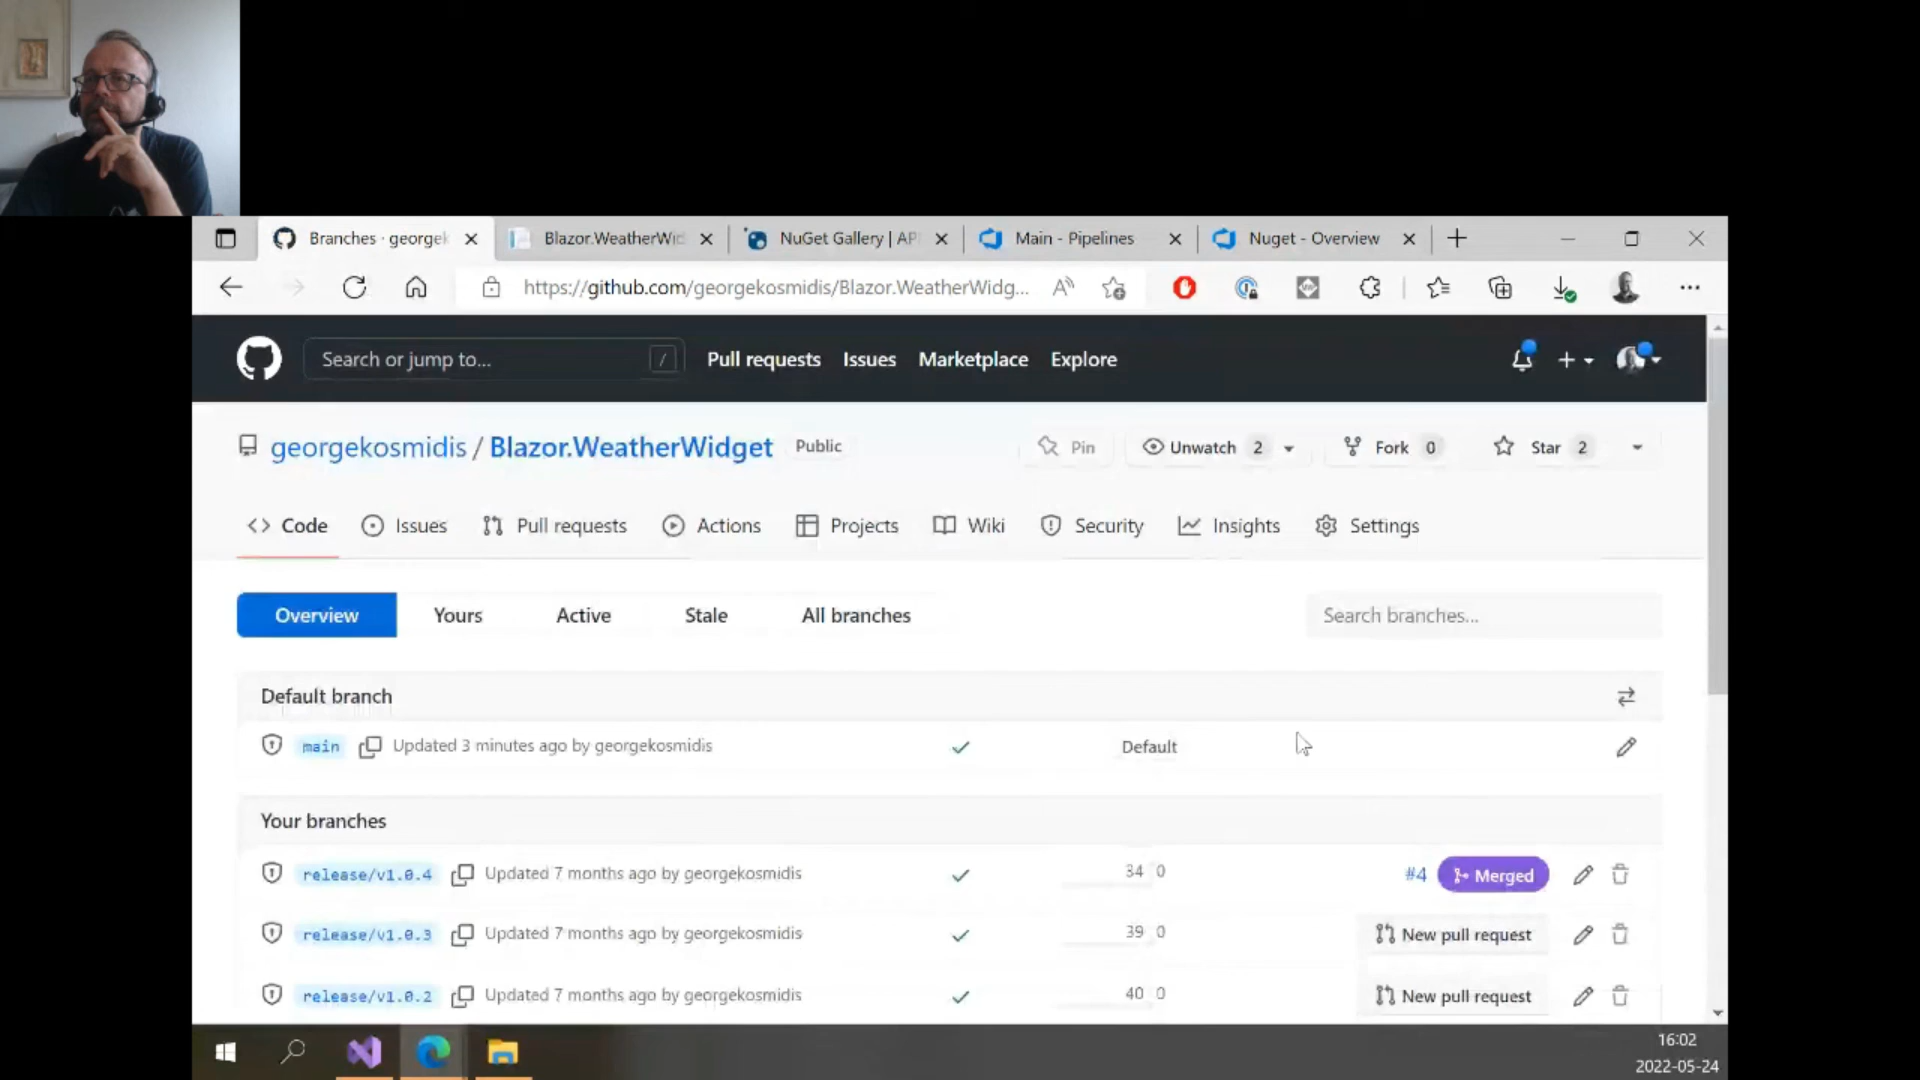 Branches · georgek
Blazor.WeatherWid
NuGet Gallery | AP
Main - Pipelines
Nuget - Overview
https://github.com/georgekosmidis/Blazor.WeatherWidg...
Search or jump to...
/
Pull requests
Issues
Marketplace
Explore
georgekosmidis / Blazor.WeatherWidget
Public
Pin
Unwatch 2
Fork 0
Star 2
Code
Issues
Pull requests
Actions
Projects
Wiki
Security
Insights
Settings
Overview
Yours
Active
Stale
All branches
Search branches...
Default branch
main Updated 3 minutes ago by georgekosmidis
Default
Your branches
release/v1.0.4 Updated 7 months ago by georgekosmidis
34 0
#4 Merged
release/v1.0.3 Updated 7 months ago by georgekosmidis
39 0
New pull request
release/v1.0.2 Updated 7 months ago by georgekosmidis
40 0
New pull request
16:02
2022-05-24